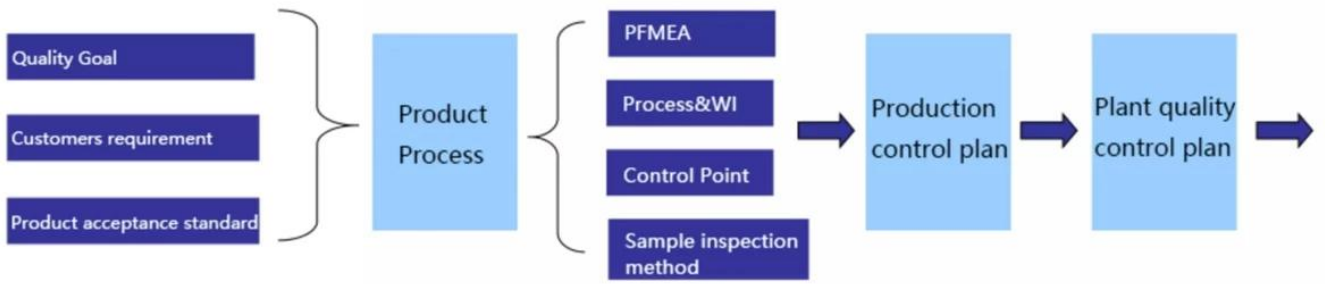 Quality Goal
Customers requirement
Product acceptance standard
Product
Process
PFMEA
Process&WI
Control Point
Sample inspection
method
Production
control plan
Plant quality
control plan